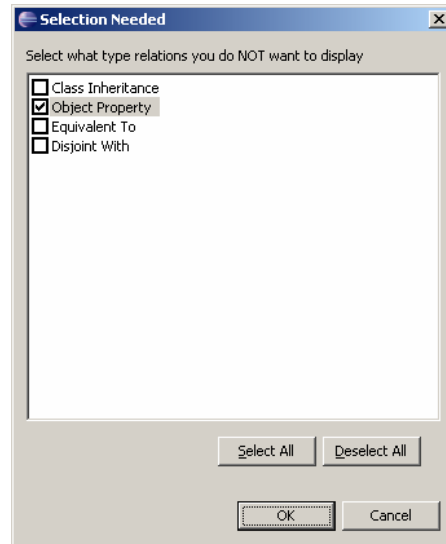 Selection Needed
Select what type relations you do NOT want to display
Class Inheritance
Object Property
Equivalent To
Disjoint With
Select All Deselect All
OK Cancel